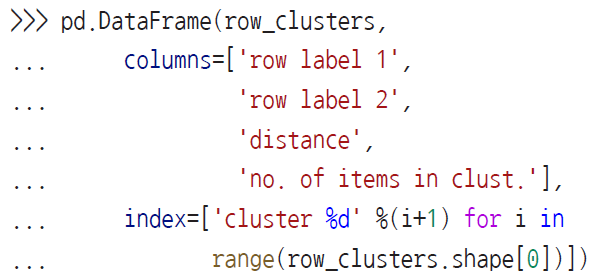 >>> pd.DataFrame(row_clusters,
...      columns=['row label 1',
...               'row label 2',
...               'distance',
...               'no. of items in clust.'],
...      index=['cluster %d' %(i+1) for i in
...             range(row_clusters.shape[0])])